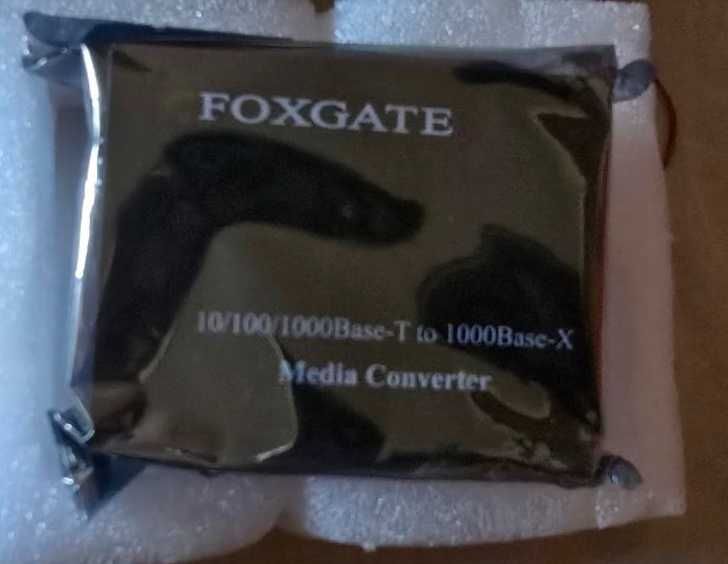 FOXGATE
10/100/1000Base-T to 1000Base-X
Media Converter